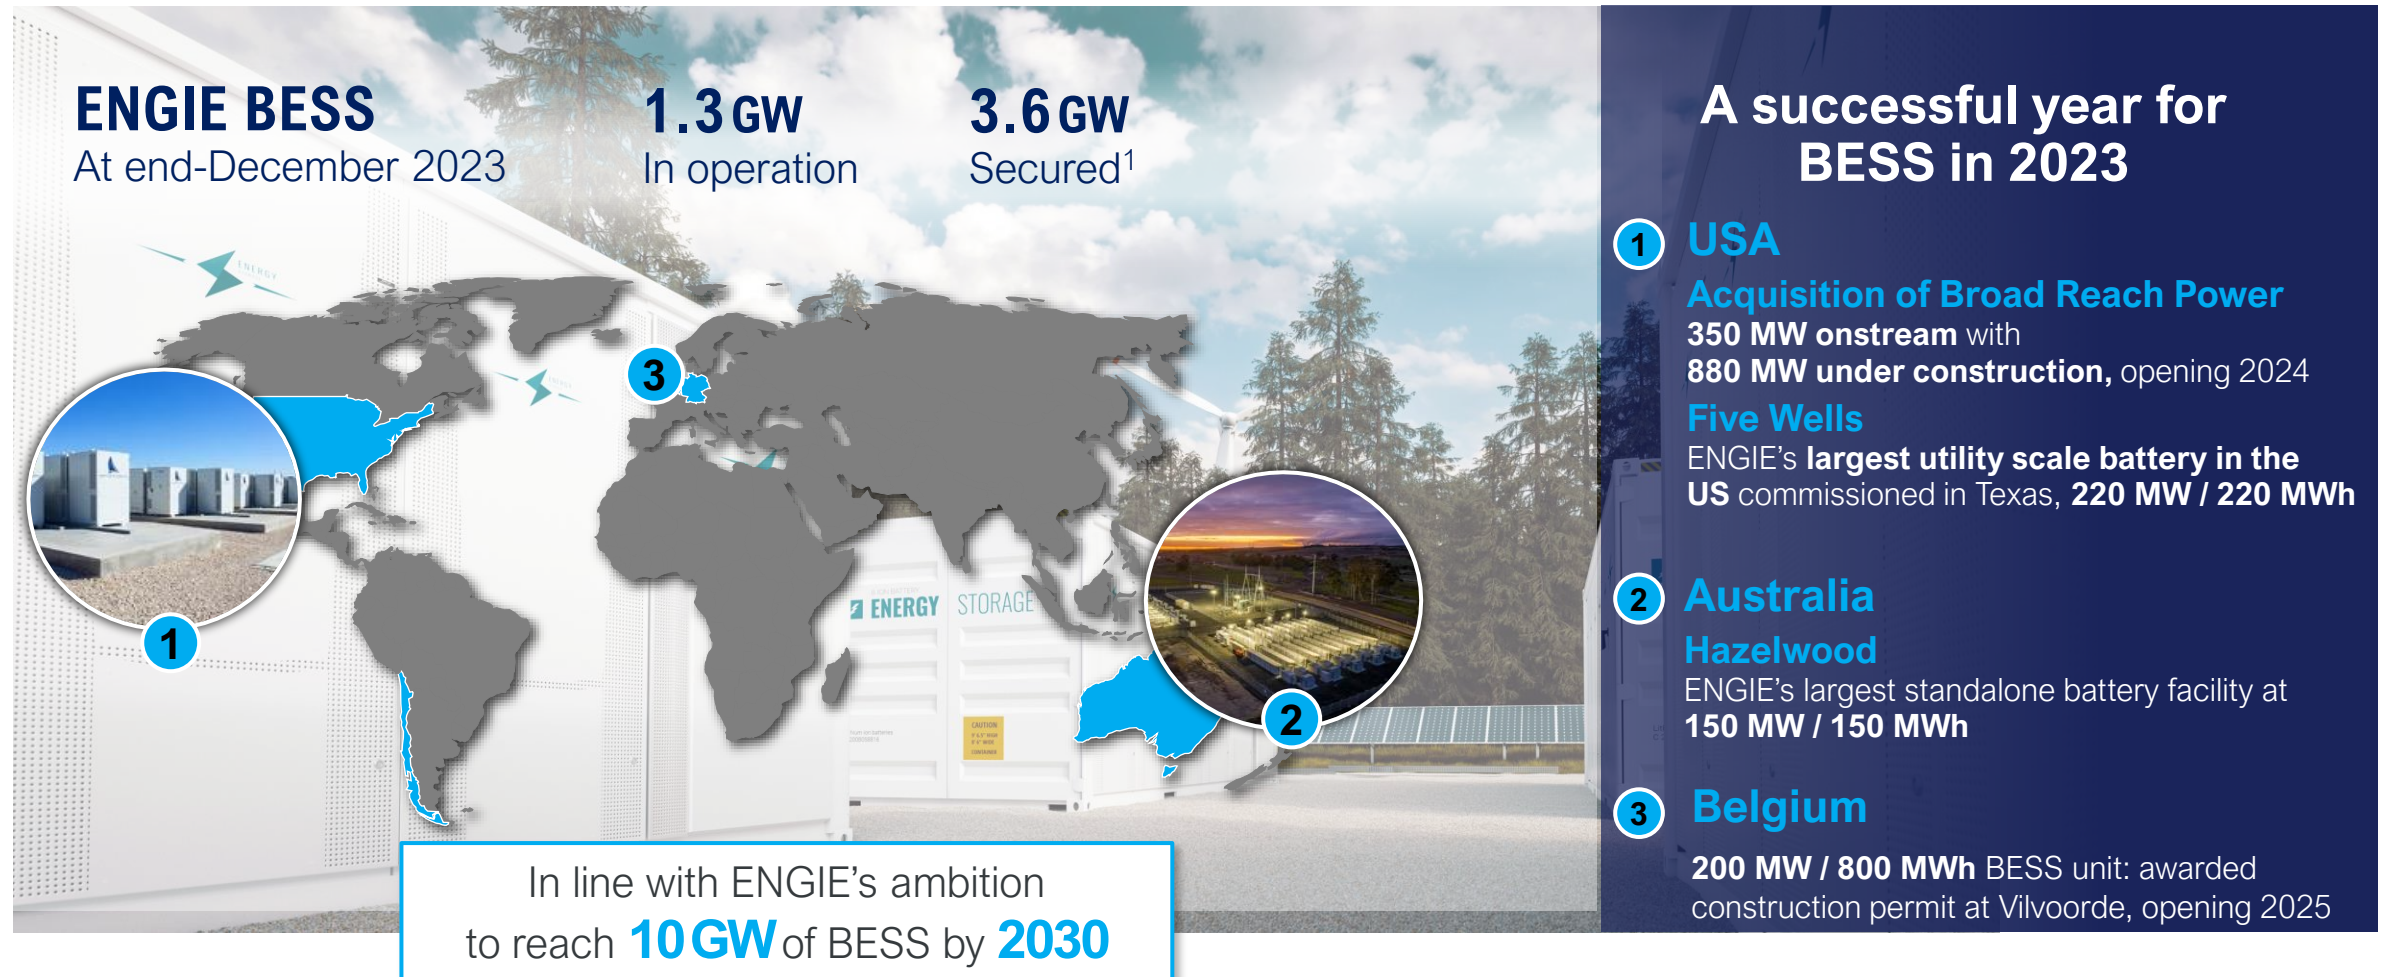 ENGIE BESS
At end-December 2023
1.3 GW
In operation
3.6 GW
Secured1
ENERGY
3
1
ENERGY STORAGE
CAUTION
CONTAINER
2
In line with ENGIE's ambition
to reach 10 GW of BESS by 2030
A successful year for
BESS in 2023
1 USA
Acquisition of Broad Reach Power
350 MW onstream with
880 MW under construction, opening 2024
Five Wells
ENGIE's largest utility scale battery in the
US commissioned in Texas, 220 MW / 220 MWh
2 Australia
Hazelwood
ENGIE's largest standalone battery facility at
150 MW / 150 MWh
3 Belgium
200 MW / 800 MWh BESS unit: awarded
construction permit at Vilvoorde, opening 2025